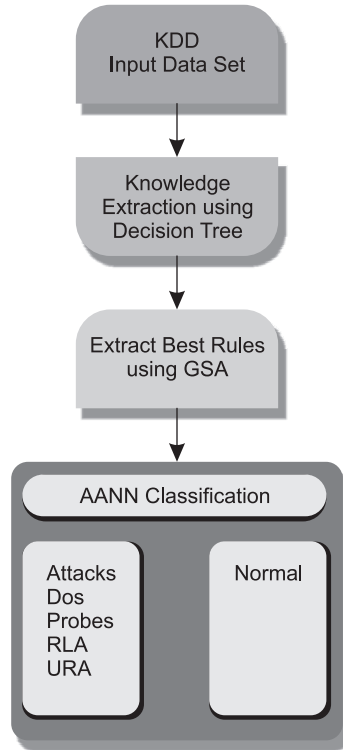 KDD
Input Data Set
Knowledge
Extraction using
Decision Tree
Extract Best Rules
using GSA
AANN Classification
Attacks
Dos
Probes
RLA
URA
Normal